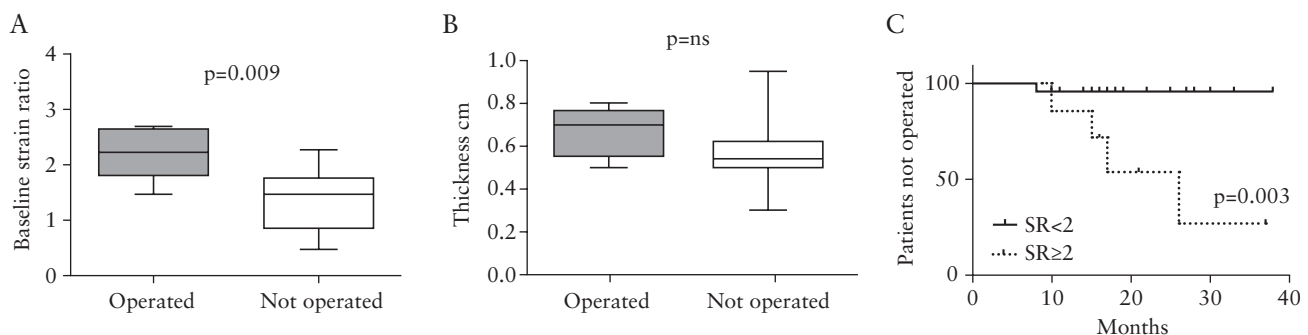 A
Baseline strain ratio
4
3
2
1
0
p=0.009
Operated
Not operated
B
Thickness cm
1.0
0.8
0.6
0.4
0.2
0.0
p=ns
Operated
Not operated
C
Patients not operated
100
50
0
p=0.003
SR<2
SR≥2
0
10
20
30
40
Months